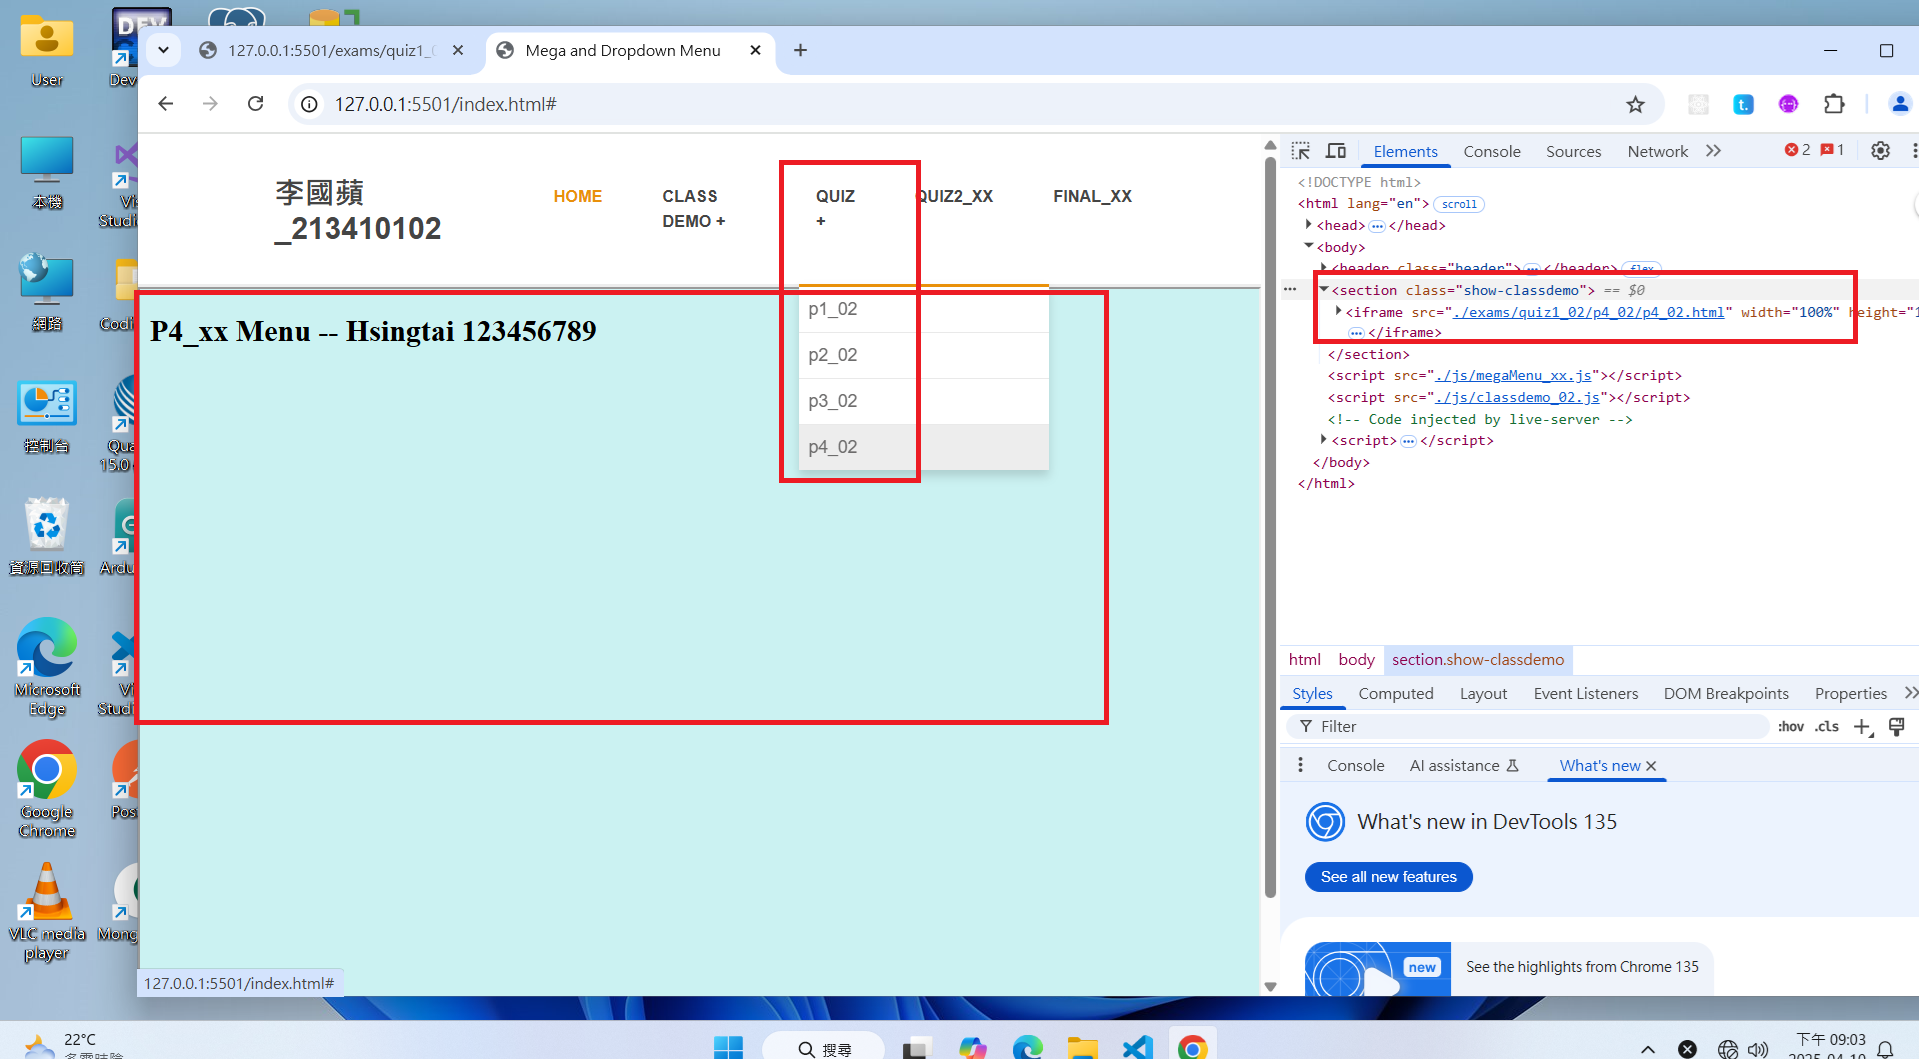 User
Dev
本機
Vis
Studi
網路
Codi
控制台
Qua
15.0
資源回收筒
Ardu
Microsoft
Edge
Vi
Studi
Google
Chrome
Pos
VLC media
player
Mong
DEV
127.0.0.1:5501/exams/quiz1_
Mega and Dropdown Menu
127.0.0.1:5501/index.html#
t.
李國蘋
_213410102
HOME
CLASS
DEMO +
QUIZ
+
QUIZ2_XX
FINAL_XX
p1_02
p2_02
p3_02
p4_02
P4_xx Menu -- Hsingtai 123456789
127.0.0.1:5501/index.html#
Elements
Console
Sources
Network
2
1
<!DOCTYPE html>
<html lang="en"> scroll
<head> ··· </head>
<body>
<header class="header"> ··· </header> flex
··· <section class="show-classdemo"> == $0
<iframe src="./exams/quiz1_02/p4_02/p4_02.html" width="100%" height="1
··· </iframe>
</section>
<script src="./js/megaMenu_xx.js"></script>
<script src="./js/classdemo_02.js"></script>
<!-- Code injected by live-server -->
<script> ··· </script>
</body>
</html>
html body section.show-classdemo
Styles
Computed
Layout
Event Listeners
DOM Breakpoints
Properties
Filter
:hov .cls
Console
AI assistance
What's new
What's new in DevTools 135
See all new features
new
See the highlights from Chrome 135
22°C
搜尋
下午 09:03